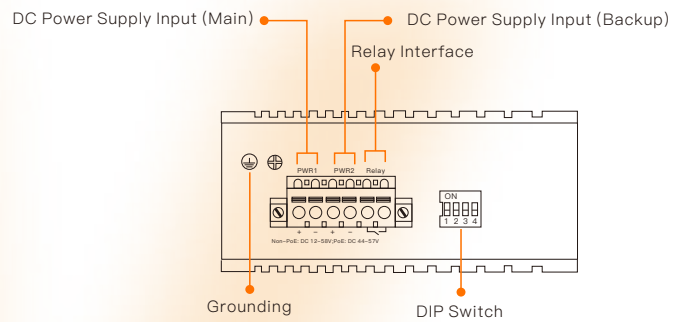 DC Power Supply Input (Main)
DC Power Supply Input (Backup)
Relay Interface
PWR1 PWR2 Relay
ON
1 2 3 4
+ − + −
Non-PoE: DC 12-58V;PoE: DC 44-57V
Grounding
DIP Switch